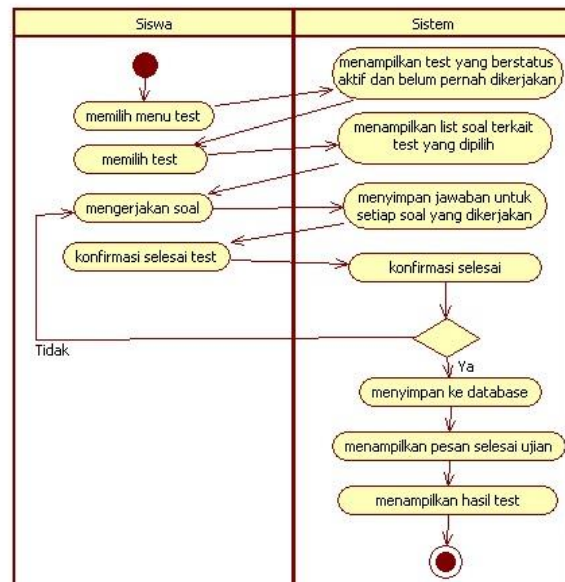 Siswa
Sistem
menampilkan test yang berstatus
aktif dan belum pernah dikerjakan
memilih menu test
menampilkan list soal terkait
test yang dipilih
memilih test
mengerjakan soal
menyimpan jawaban untuk
setiap soal yang dikerjakan
konfirmasi selesai test
konfirmasi selesai
Tidak
Ya
menyimpan ke database
menampilkan pesan selesai ujian
menampilkan hasil test